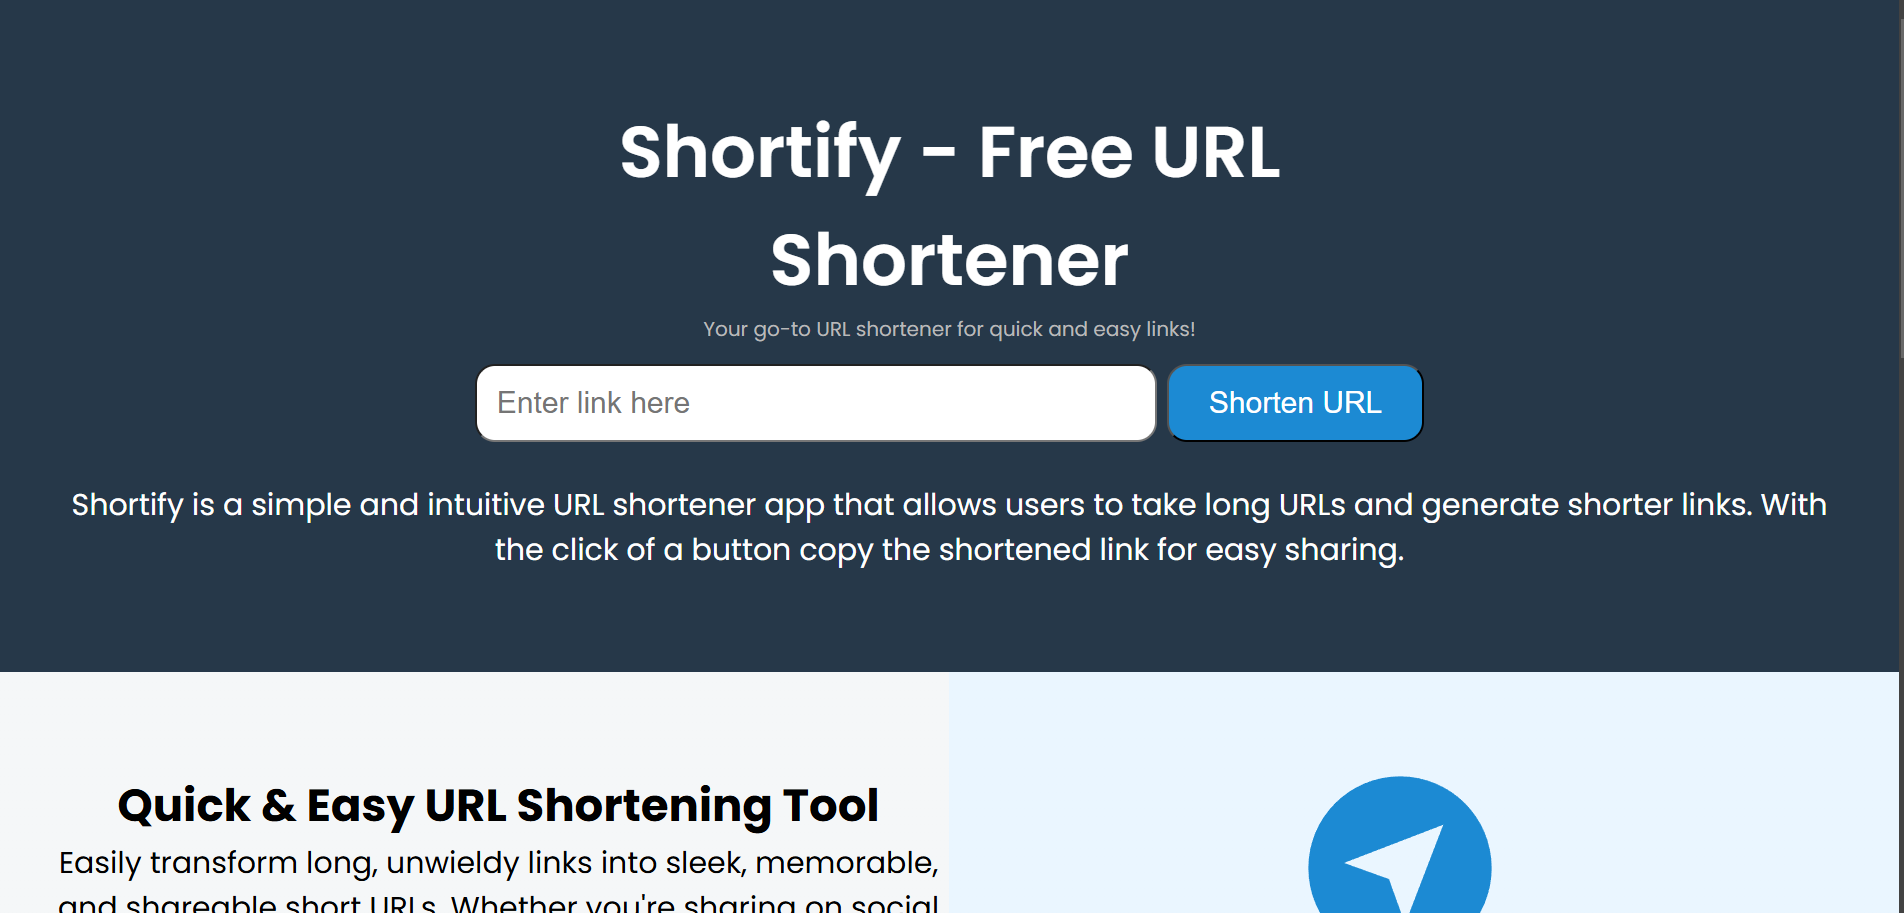 Shortify - Free URL
Shortener
Your go-to URL shortener for quick and easy links!
Enter link here
Shorten URL
Shortify is a simple and intuitive URL shortener app that allows users to take long URLs and generate shorter links. With
the click of a button copy the shortened link for easy sharing.
Quick & Easy URL Shortening Tool
Easily transform long, unwieldy links into sleek, memorable,
and shareable short URLs. Whether you're sharing on social